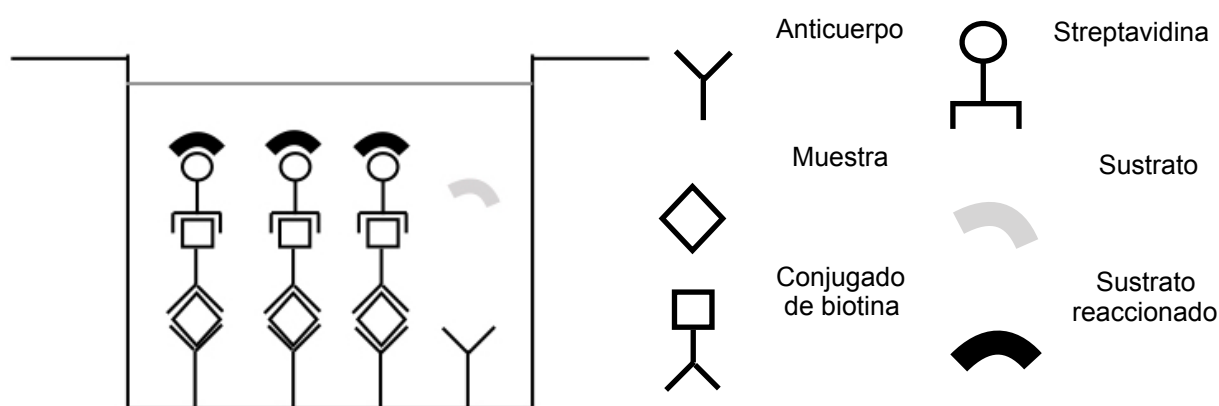 Anticuerpo
Streptavidina
Muestra
Sustrato
Conjugado
de biotina
Sustrato
reaccionado